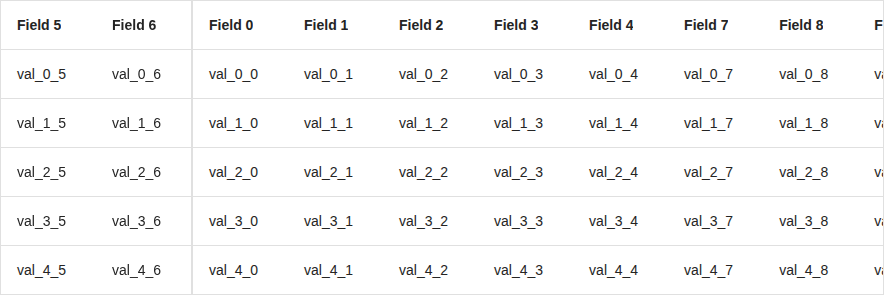 Field 5 Field 6 Field 0 Field 1 Field 2 Field 3 Field 4 Field 7 Field 8
val_0_5 val_0_6 val_0_0 val_0_1 val_0_2 val_0_3 val_0_4 val_0_7 val_0_8
val_1_5 val_1_6 val_1_0 val_1_1 val_1_2 val_1_3 val_1_4 val_1_7 val_1_8
val_2_5 val_2_6 val_2_0 val_2_1 val_2_2 val_2_3 val_2_4 val_2_7 val_2_8
val_3_5 val_3_6 val_3_0 val_3_1 val_3_2 val_3_3 val_3_4 val_3_7 val_3_8
val_4_5 val_4_6 val_4_0 val_4_1 val_4_2 val_4_3 val_4_4 val_4_7 val_4_8